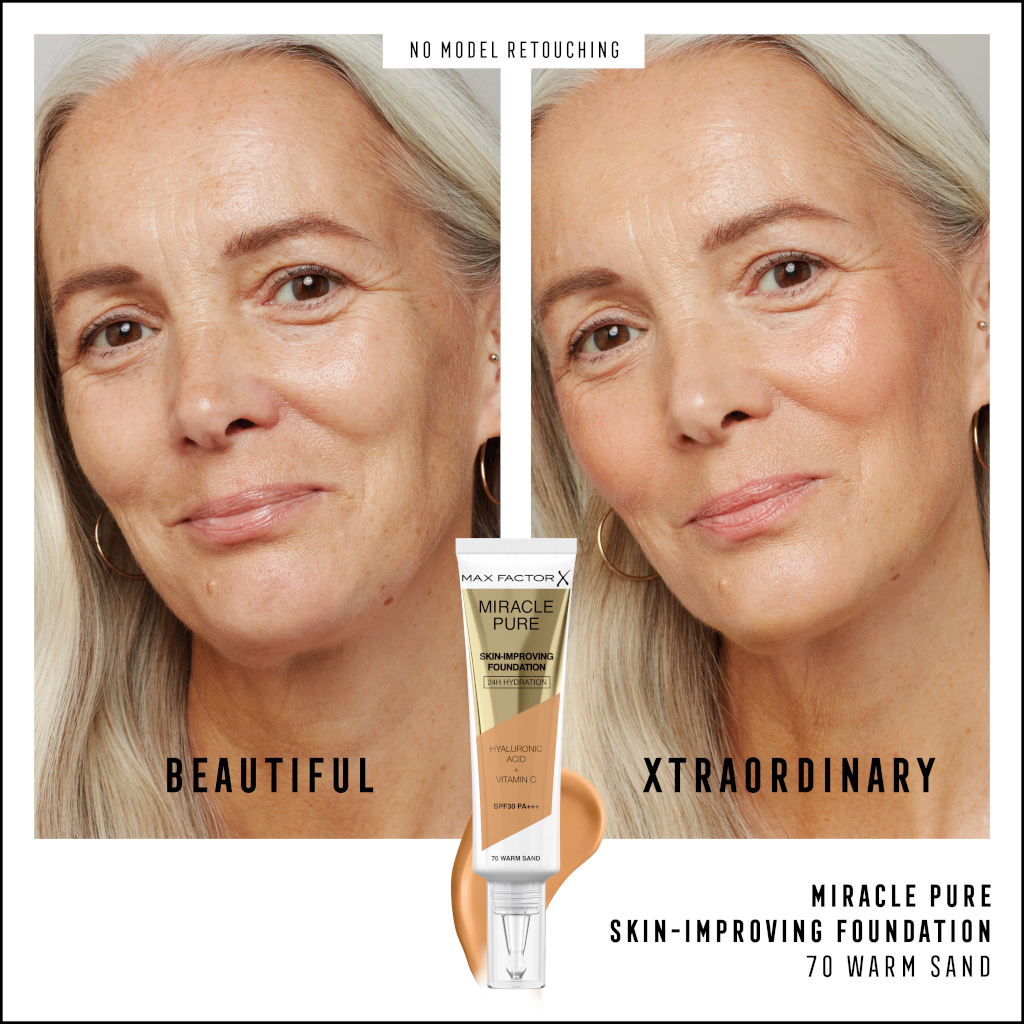 NO MODEL RETOUCHING
MAX FACTOR X
MIRACLE
PURE
SKIN-IMPROVING
FOUNDATION
24H HYDRATION
HYALURONIC
ACID
+
VITAMIN C
SPF30 PA+++
70 WARM SAND
BEAUTIFUL
XTRAORDINARY
MIRACLE PURE
SKIN-IMPROVING FOUNDATION
70 WARM SAND